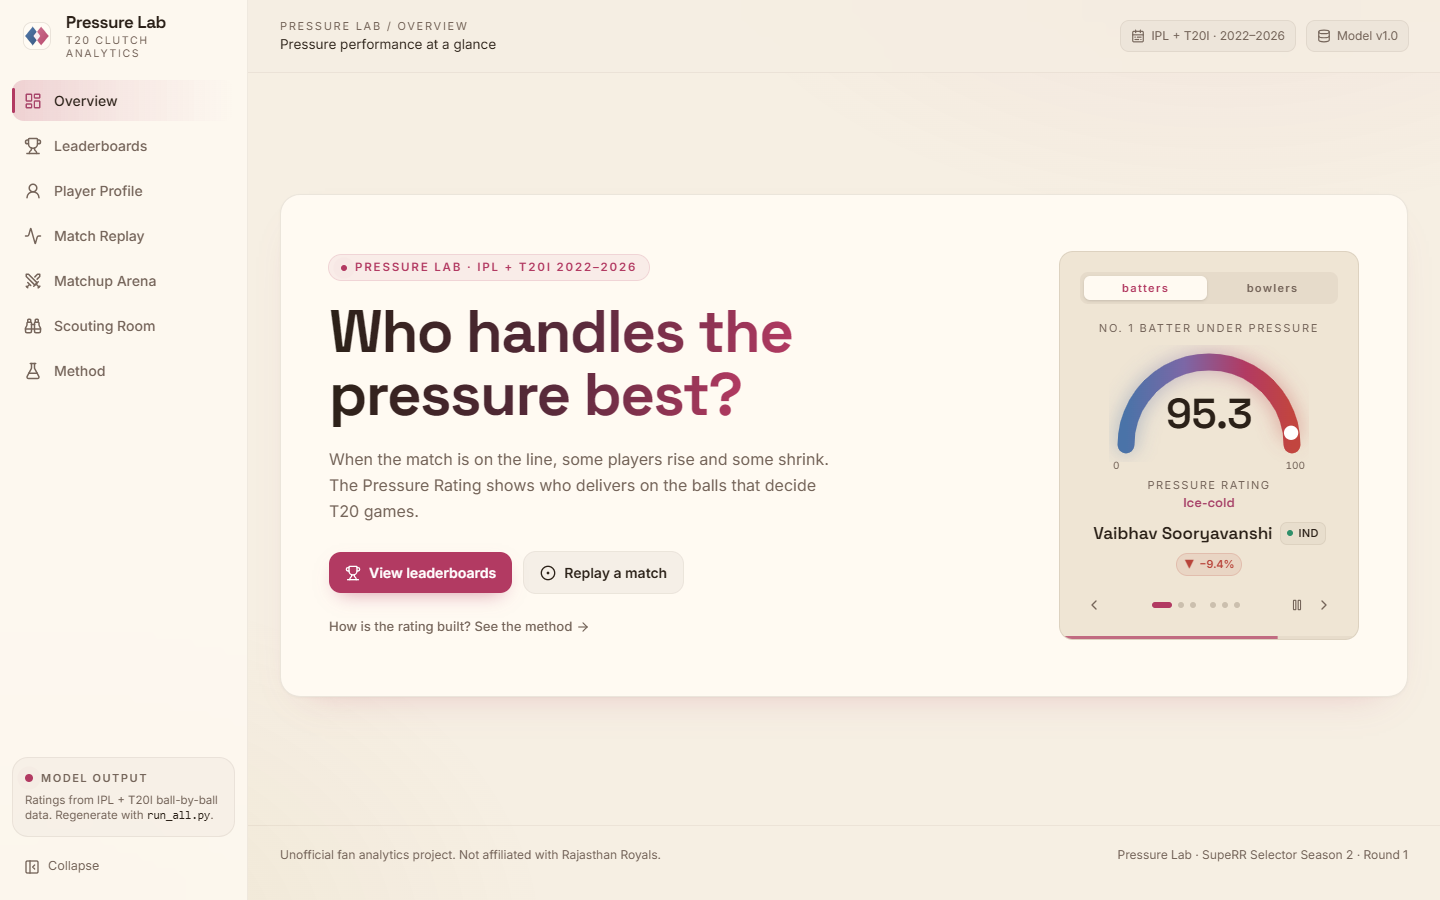 Pressure Lab
T20 CLUTCH
ANALYTICS
Overview
Leaderboards
Player Profile
Match Replay
Matchup Arena
Scouting Room
Method
MODEL OUTPUT
Ratings from IPL + T20I ball-by-ball
data. Regenerate with run_all.py.
Collapse
PRESSURE LAB / OVERVIEW
Pressure performance at a glance
IPL + T20I · 2022–2026
Model v1.0
PRESSURE LAB · IPL + T20I 2022–2026
Who handles the
pressure best?
When the match is on the line, some players rise and some shrink.
The Pressure Rating shows who delivers on the balls that decide
T20 games.
View leaderboards
Replay a match
How is the rating built? See the method →
batters
bowlers
NO. 1 BATTER UNDER PRESSURE
95.3
0
100
PRESSURE RATING
Ice-cold
Vaibhav Sooryavanshi
IND
▼ −9.4%
Unofficial fan analytics project. Not affiliated with Rajasthan Royals.
Pressure Lab · SupeRR Selector Season 2 · Round 1